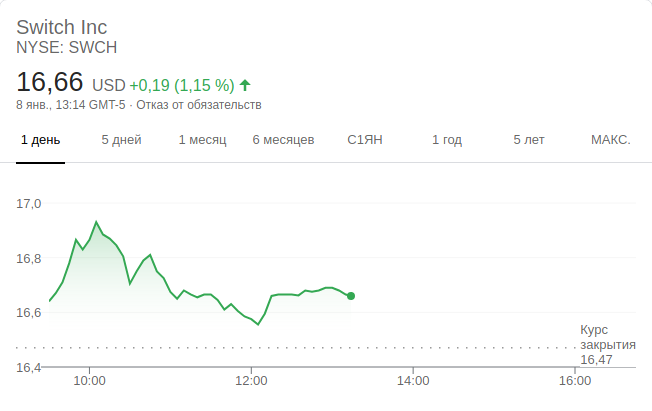 Switch Inc
NYSE: SWCH
16,66 USD +0,19 (1,15 %)
8 янв., 13:14 GMT-5 · Отказ от обязательств
1 день 5 дней 1 месяц 6 месяцев С1ЯН 1 год 5 лет МАКС.
17,0
16,8
16,6
Курс
закрытия
16,47
16,4
10:00 12:00 14:00 16:00